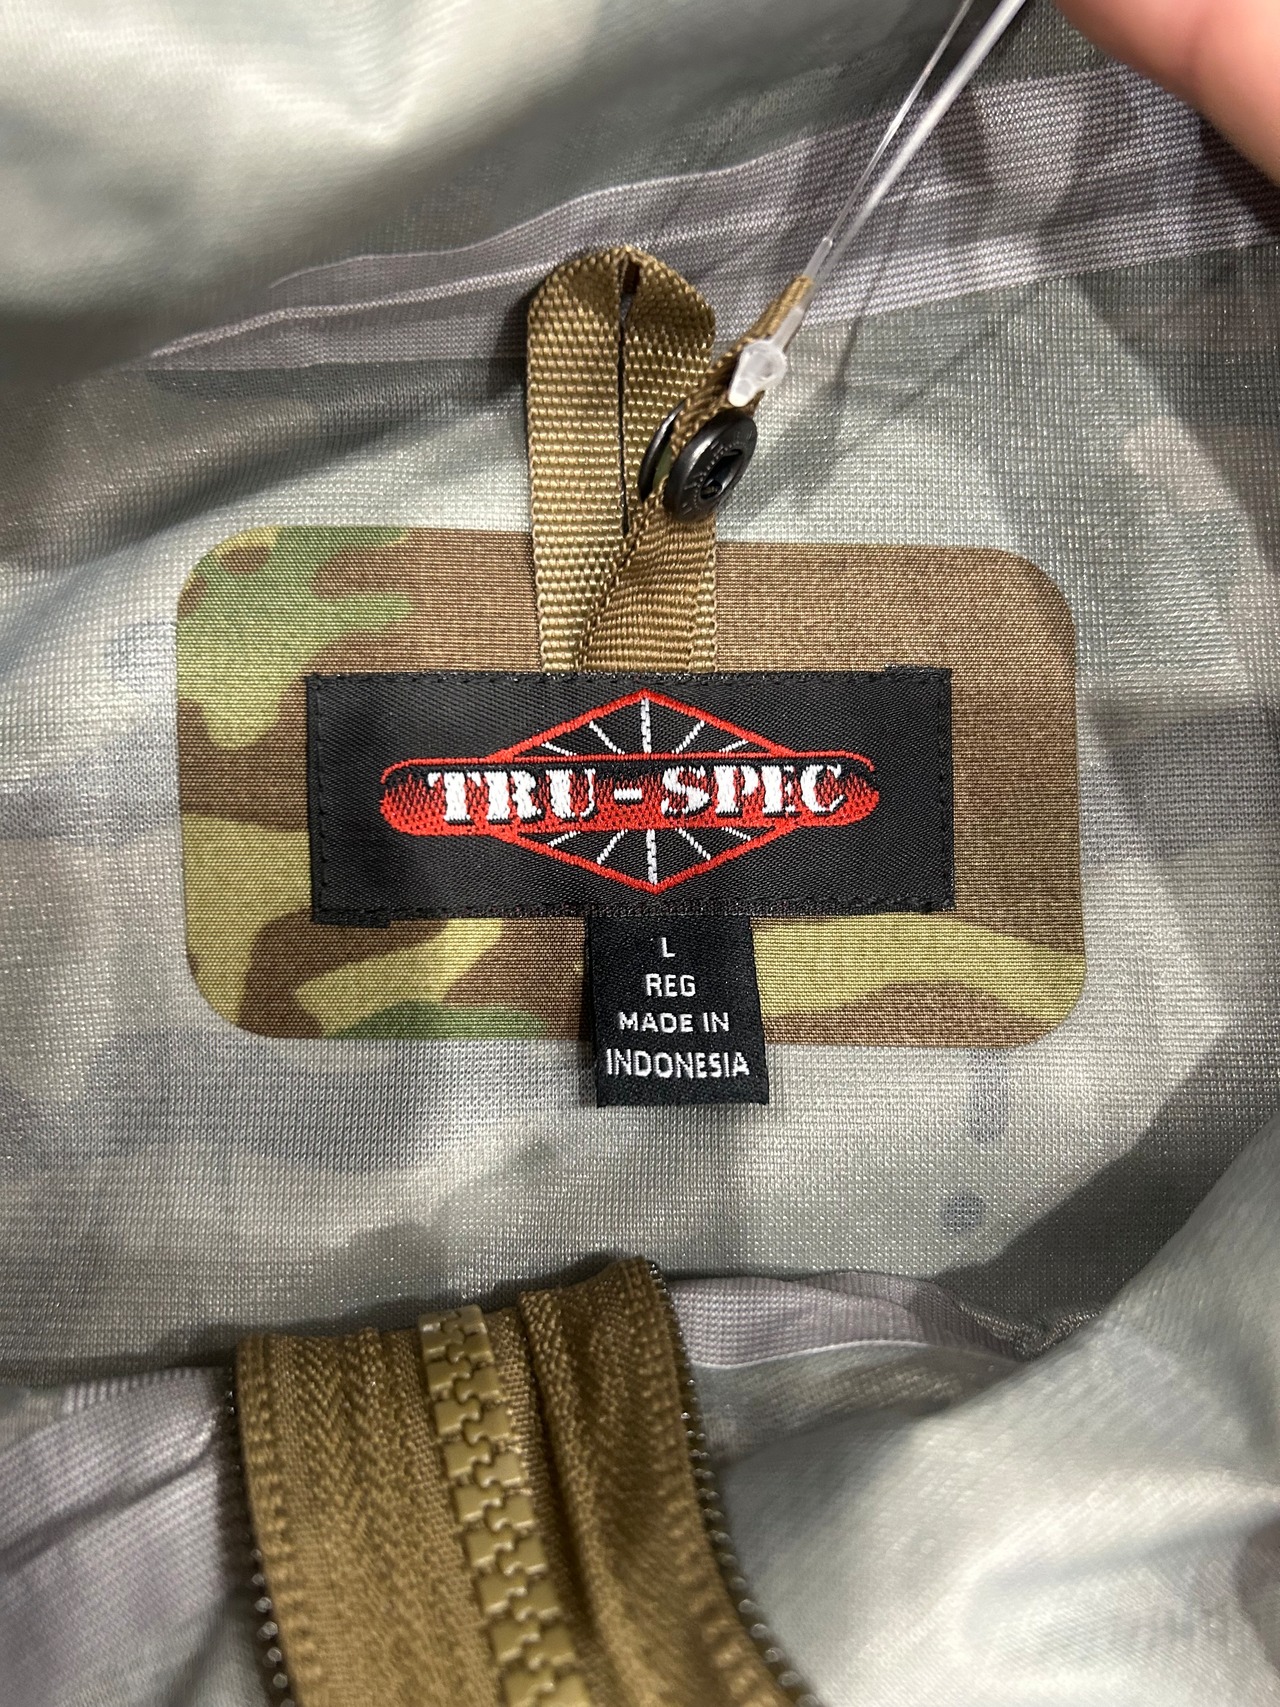 TRU-SPEC
L
REG
MADE IN
INDONESIA